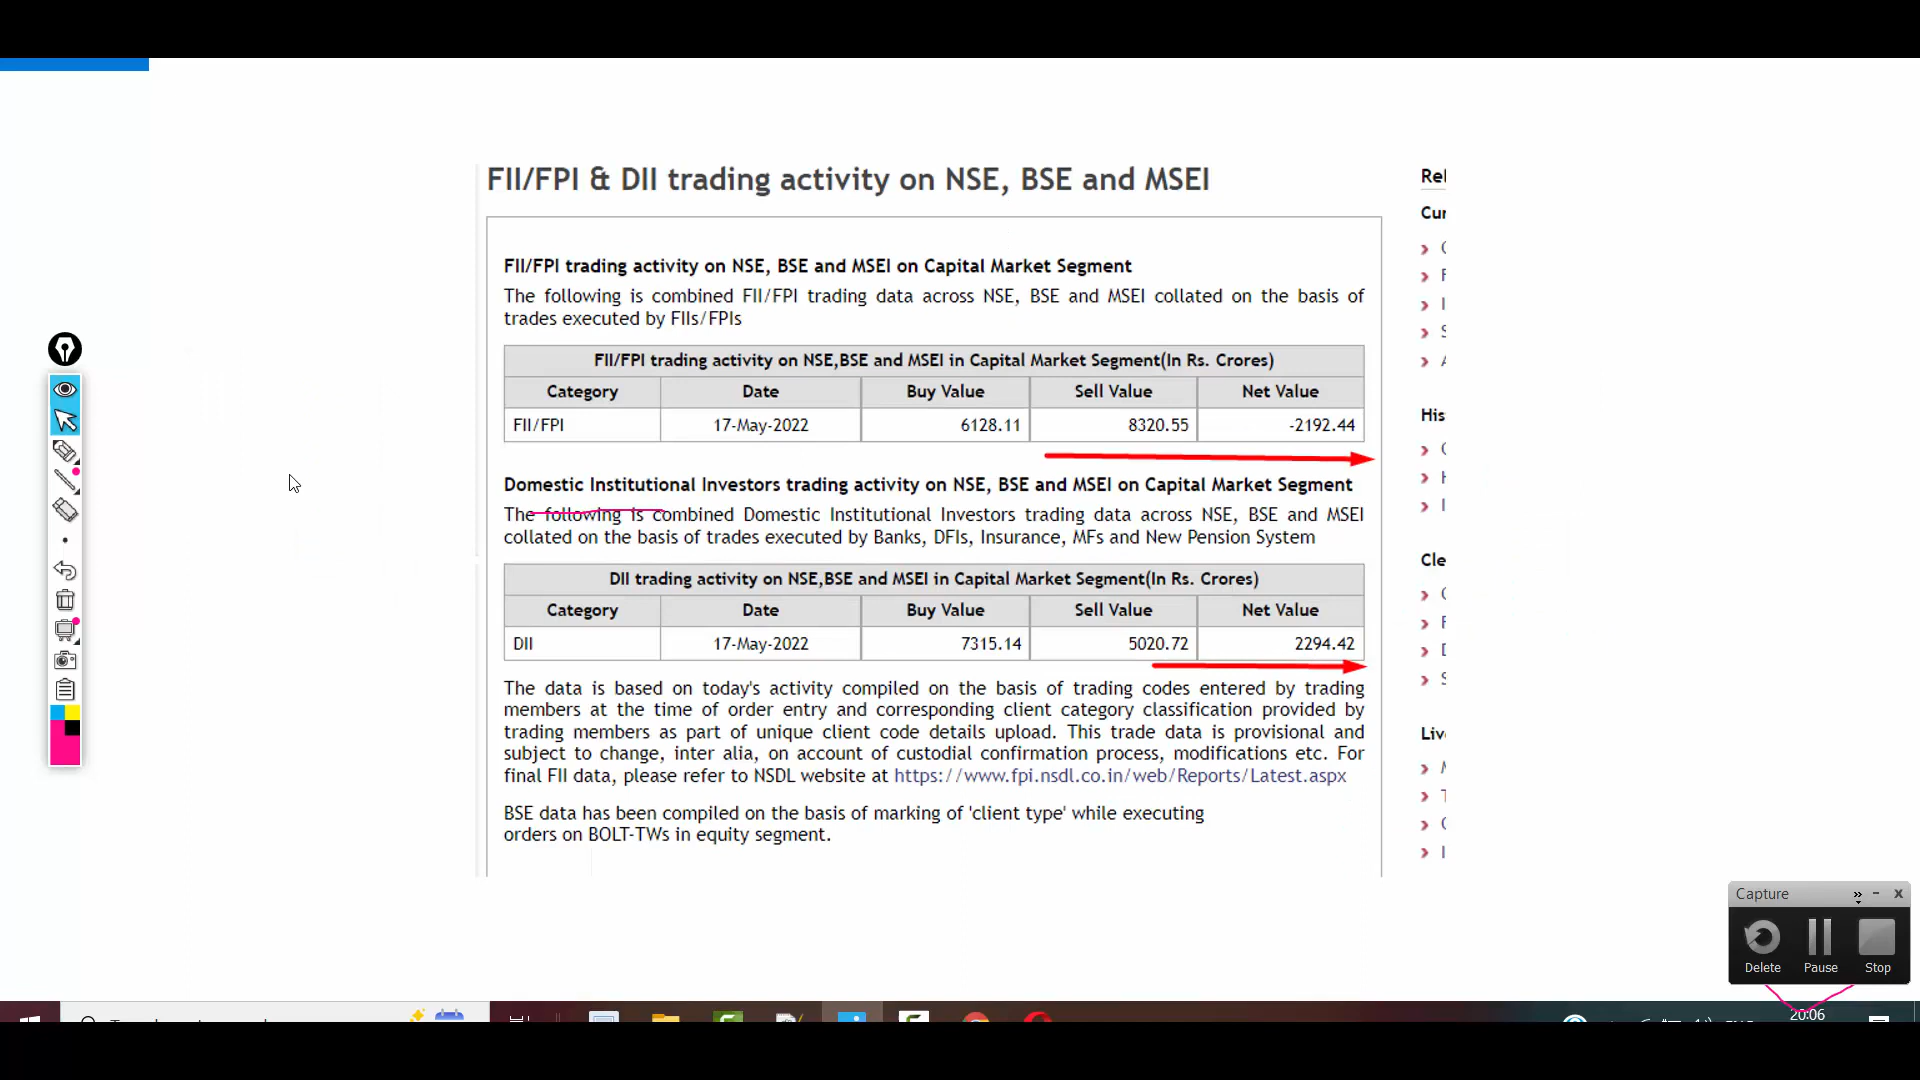 FII/FPI & DII trading activity on NSE, BSE and MSEI
FII/FPI trading activity on NSE, BSE and MSEI on Capital Market Segment
The following is combined FII/FPI trading data across NSE, BSE and MSEI collated on the basis of
trades executed by FIIs/FPIs
FII/FPI trading activity on NSE,BSE and MSEI in Capital Market Segment(In Rs. Crores)
Category Date Buy Value Sell Value Net Value
FII/FPI 17-May-2022 6128.11 8320.55 -2192.44
Domestic Institutional Investors trading activity on NSE, BSE and MSEI on Capital Market Segment
The following is combined Domestic Institutional Investors trading data across NSE, BSE and MSEI
collated on the basis of trades executed by Banks, DFIs, Insurance, MFs and New Pension System
DII trading activity on NSE,BSE and MSEI in Capital Market Segment(In Rs. Crores)
Category Date Buy Value Sell Value Net Value
DII 17-May-2022 7315.14 5020.72 2294.42
The data is based on today's activity compiled on the basis of trading codes entered by trading
members at the time of order entry and corresponding client category classification provided by
trading members as part of unique client code details upload. This trade data is provisional and
subject to change, inter alia, on account of custodial confirmation process, modifications etc. For
final FII data, please refer to NSDL website at https://www.fpi.nsdl.co.in/web/Reports/Latest.aspx
BSE data has been compiled on the basis of marking of 'client type' while executing
orders on BOLT-TWs in equity segment.
Rel
Cur
His
Cle
Live
Capture
Delete Pause Stop
20:06